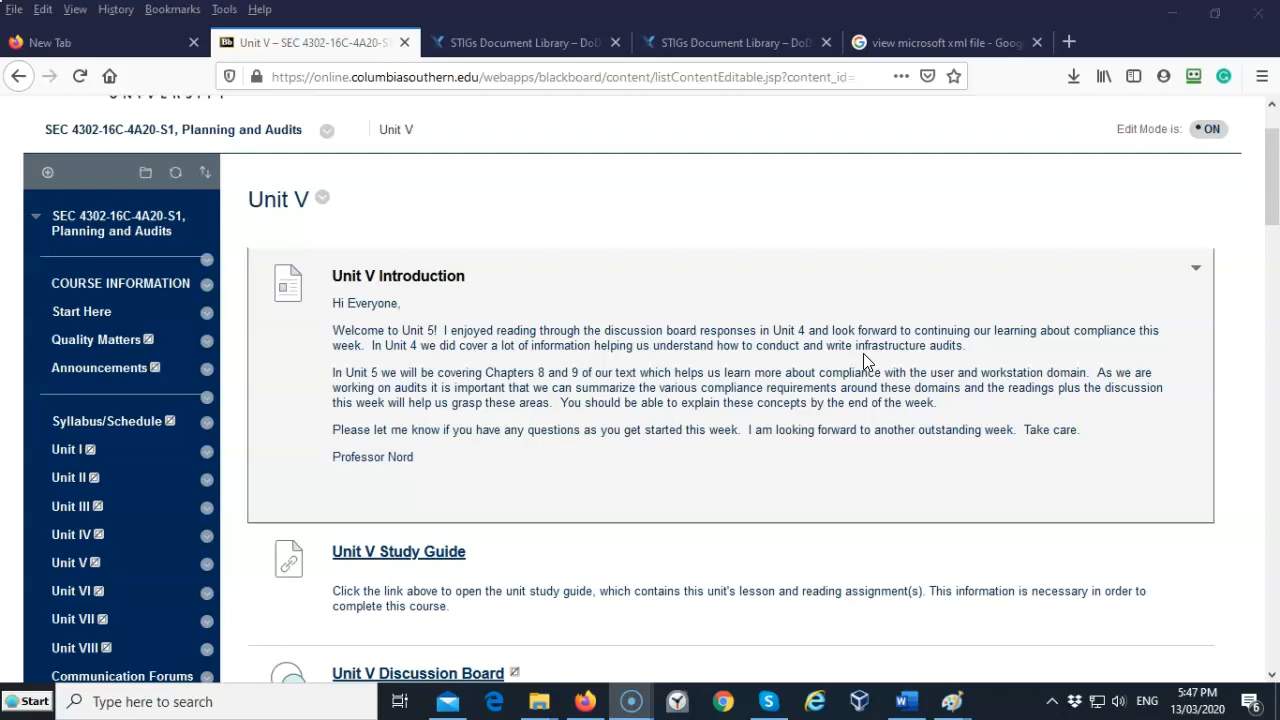 File Edit View History Bookmarks Tools Help
New Tab
Unit V – SEC 4302-16C-4A20-S
STIGs Document Library – DoD
STIGs Document Library – DoD
view microsoft xml file - Goog
https://online.columbiasouthern.edu/webapps/blackboard/content/listContentEditable.jsp?content_id=
SEC 4302-16C-4A20-S1, Planning and Audits
Unit V
Edit Mode is: ON
SEC 4302-16C-4A20-S1,
Planning and Audits
COURSE INFORMATION
Start Here
Quality Matters
Announcements
Syllabus/Schedule
Unit I
Unit II
Unit III
Unit IV
Unit V
Unit VI
Unit VII
Unit VIII
Communication Forums
Unit V
Unit V Introduction
Hi Everyone,
Welcome to Unit 5! I enjoyed reading through the discussion board responses in Unit 4 and look forward to continuing our learning about compliance this
week. In Unit 4 we did cover a lot of information helping us understand how to conduct and write infrastructure audits.
In Unit 5 we will be covering Chapters 8 and 9 of our text which helps us learn more about compliance with the user and workstation domain. As we are
working on audits it is important that we can summarize the various compliance requirements around these domains and the readings plus the discussion
this week will help us grasp these areas. You should be able to explain these concepts by the end of the week.
Please let me know if you have any questions as you get started this week. I am looking forward to another outstanding week. Take care.
Professor Nord
Unit V Study Guide
Click the link above to open the unit study guide, which contains this unit's lesson and reading assignment(s). This information is necessary in order to
complete this course.
Unit V Discussion Board
Start
Type here to search
ENG
5:47 PM
13/03/2020
6